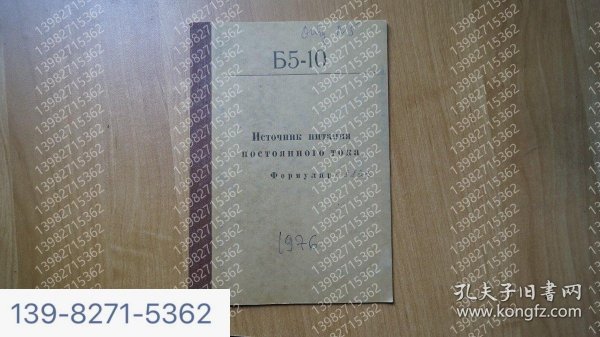 Б5-10
Источник питания
постоянного тока
Формуляр
1976
13982715362
139-8271-5362
孔夫子旧书网
www.kongfz.com